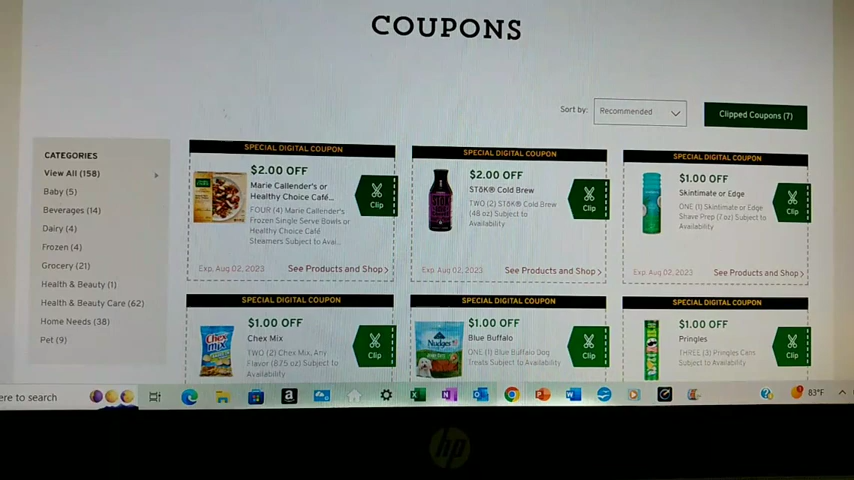 COUPONS
Sort by:
Recommended
Clipped Coupons (7)
CATEGORIES
View All (158)
Baby (5)
Beverages (14)
Dairy (4)
Frozen (4)
Grocery (21)
Health & Beauty (1)
Health & Beauty Care (62)
Home Needs (38)
Pet (9)
SPECIAL DIGITAL COUPON
$2.00 OFF
Marie Callender's or
Healthy Choice Café...
FOUR (4) Marie Callender's
Frozen Single Serve Bowls or
Healthy Choice Café
Steamers Subject to Avai...
Clip
Exp. Aug 02, 2023
See Products and Shop >
SPECIAL DIGITAL COUPON
$2.00 OFF
STōK® Cold Brew
TWO (2) STōK® Cold Brew
(48 oz) Subject to
Availability
Clip
Exp. Aug 02, 2023
See Products and Shop >
SPECIAL DIGITAL COUPON
$1.00 OFF
Skintimate or Edge
ONE (1) Skintimate or Edge
Shave Prep (7oz) Subject to
Availability
Clip
Exp. Aug 02, 2023
See Products and Shop >
SPECIAL DIGITAL COUPON
$1.00 OFF
Chex Mix
TWO (2) Chex Mix, Any
Flavor (8.75 oz) Subject to
Availability
Clip
Chex
mix
SPECIAL DIGITAL COUPON
$1.00 OFF
Blue Buffalo
ONE (1) Blue Buffalo Dog
Treats Subject to Availability
Clip
Nudges
SPECIAL DIGITAL COUPON
$1.00 OFF
Pringles
THREE (3) Pringles Cans
Subject to Availability
Clip
ere to search
83°F
hp